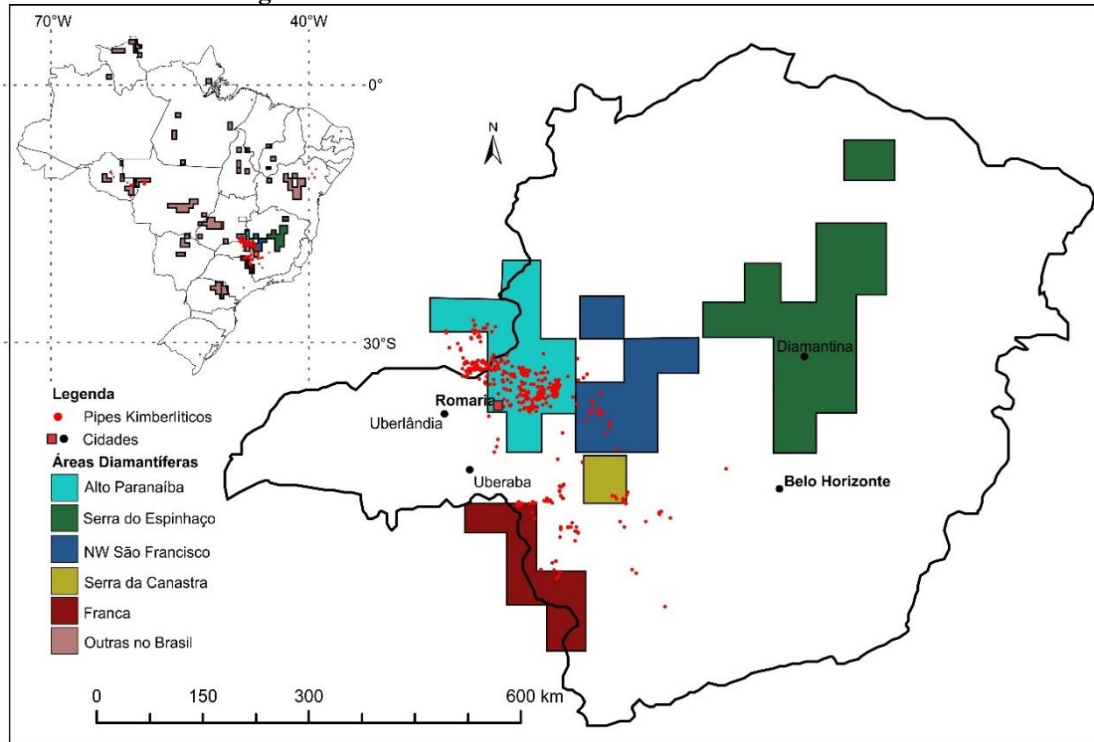 70°W
40°W
0°
30°S
N
Legenda
Pipes Kimberlíticos
Cidades
Áreas Diamantíferas
Alto Paranaíba
Serra do Espinhaço
NW São Francisco
Serra da Canastra
Franca
Outras no Brasil
0 150 300 600 km
Romaria
Uberlândia
Uberaba
Diamantina
Belo Horizonte